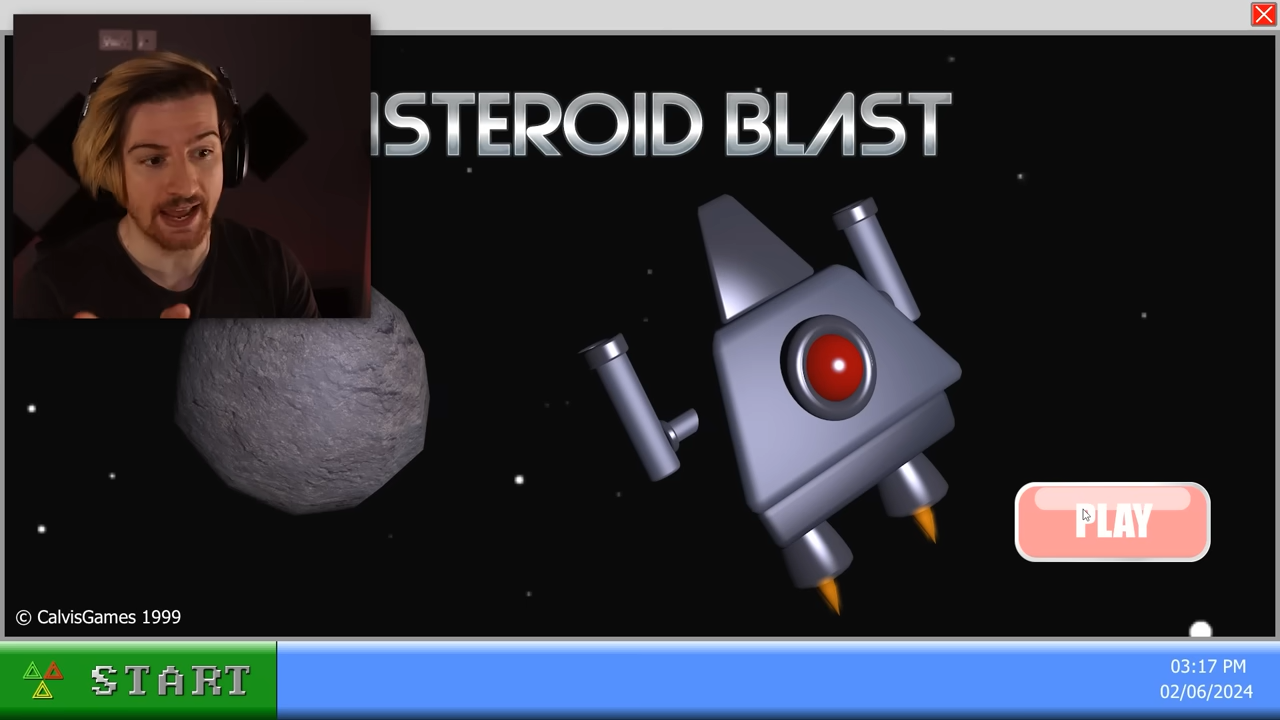 STEROID BLAST
PLAY
© CalvisGames 1999
START
03:17 PM
02/06/2024